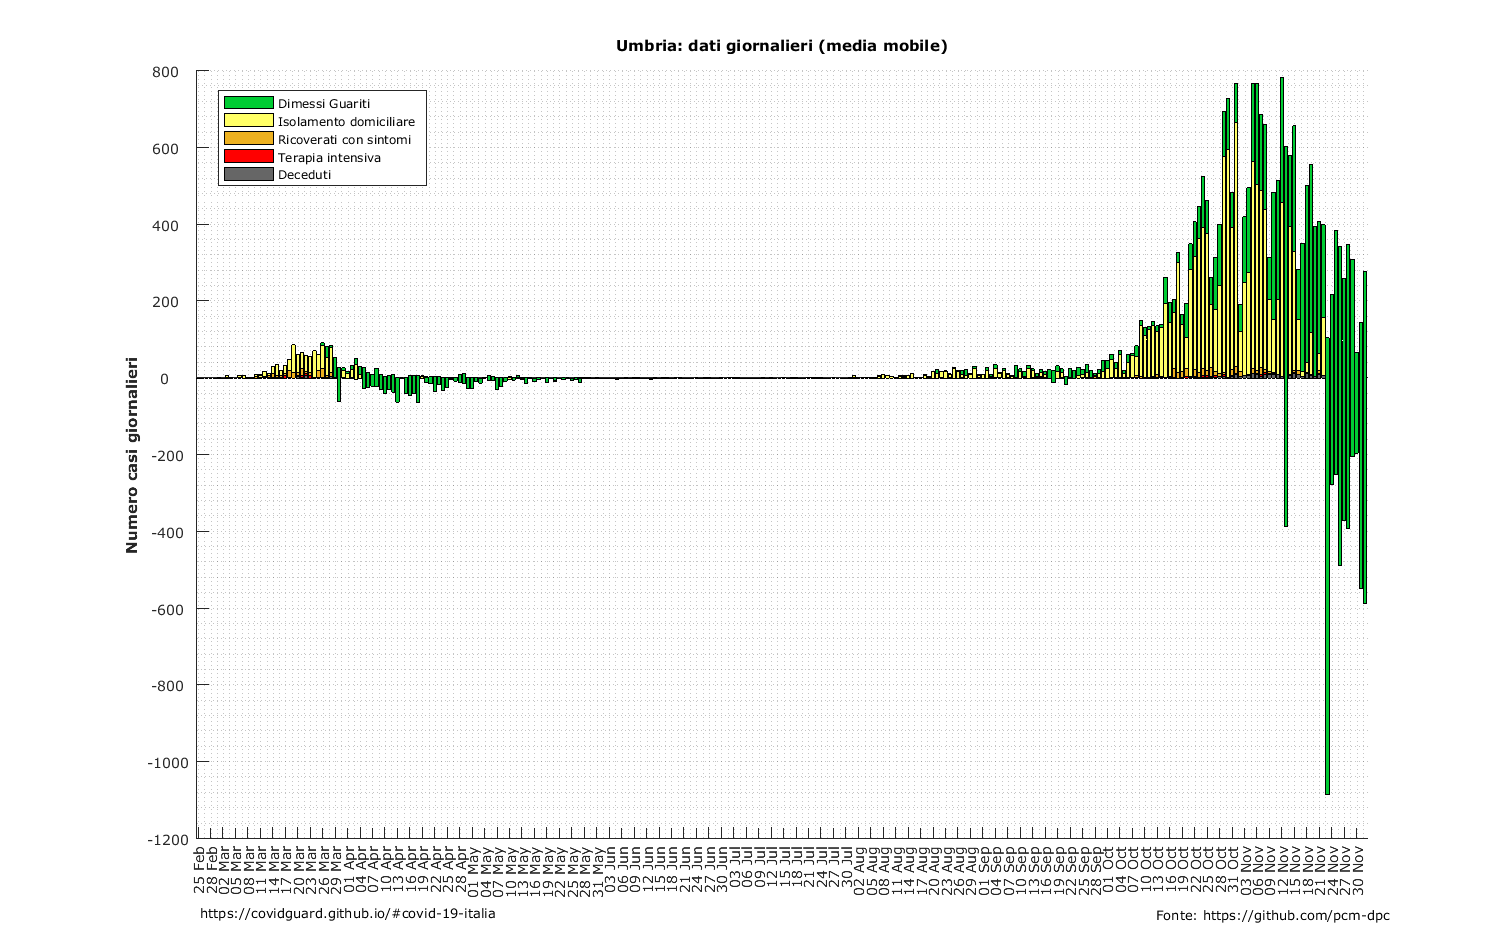 Umbria: dati giornalieri (media mobile)
Numero casi giornalieri
800
600
400
200
0
-200
-400
-600
-800
-1000
-1200
Dimessi Guariti
Isolamento domiciliare
Ricoverati con sintomi
Terapia intensiva
Deceduti
25 Feb
28 Feb
02 Mar
05 Mar
08 Mar
11 Mar
14 Mar
17 Mar
20 Mar
23 Mar
26 Mar
29 Mar
01 Apr
04 Apr
07 Apr
10 Apr
13 Apr
16 Apr
19 Apr
22 Apr
25 Apr
28 Apr
01 May
04 May
07 May
10 May
13 May
16 May
19 May
22 May
25 May
28 May
31 May
03 Jun
06 Jun
09 Jun
12 Jun
15 Jun
18 Jun
21 Jun
24 Jun
27 Jun
30 Jun
03 Jul
06 Jul
09 Jul
12 Jul
15 Jul
18 Jul
21 Jul
24 Jul
27 Jul
30 Jul
02 Aug
05 Aug
08 Aug
11 Aug
14 Aug
17 Aug
20 Aug
23 Aug
26 Aug
29 Aug
01 Sep
04 Sep
07 Sep
10 Sep
13 Sep
16 Sep
19 Sep
22 Sep
25 Sep
28 Sep
01 Oct
04 Oct
07 Oct
10 Oct
13 Oct
16 Oct
19 Oct
22 Oct
25 Oct
28 Oct
31 Oct
03 Nov
06 Nov
09 Nov
12 Nov
15 Nov
18 Nov
21 Nov
24 Nov
27 Nov
30 Nov
https://covidguard.github.io/#covid-19-italia
Fonte: https://github.com/pcm-dpc